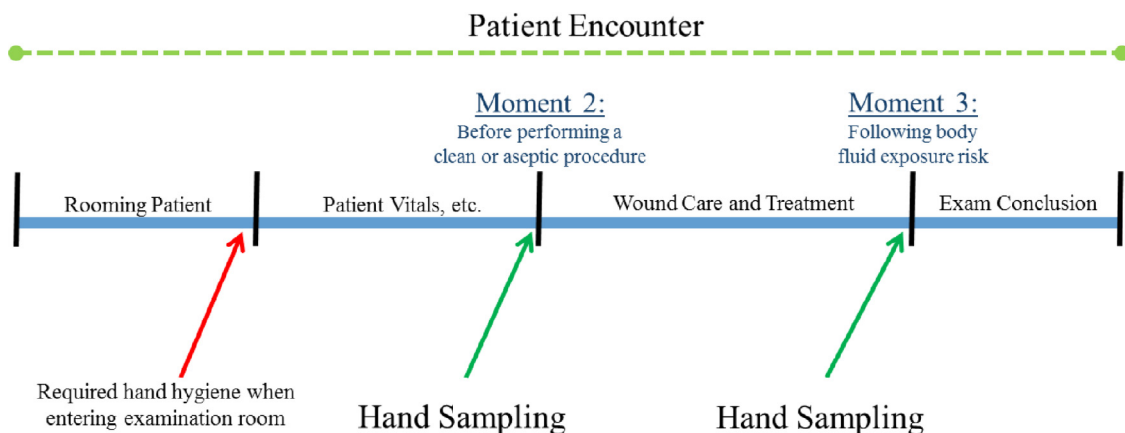 Patient Encounter
Moment 2:
Before performing a
clean or aseptic procedure
Moment 3:
Following body
fluid exposure risk
Rooming Patient
Patient Vitals, etc.
Wound Care and Treatment
Exam Conclusion
Required hand hygiene when
entering examination room
Hand Sampling
Hand Sampling